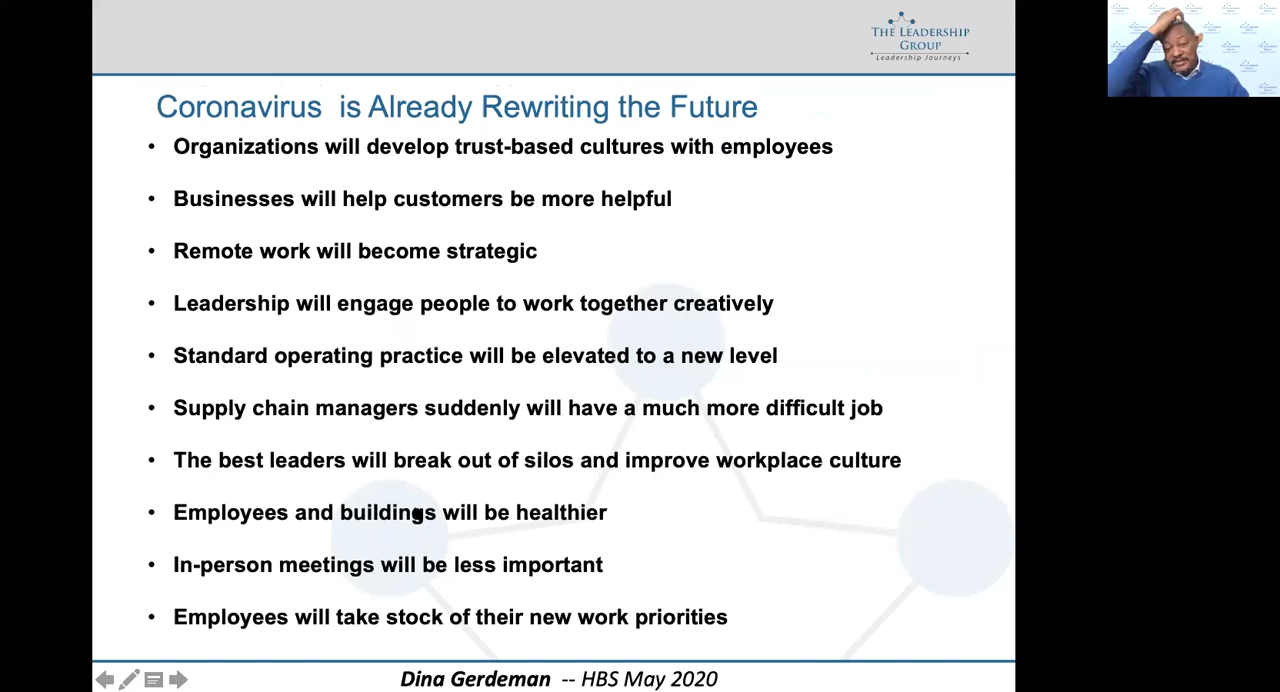 THE LEADERSHIP
GROUP
Leadership Journeys
Coronavirus is Already Rewriting the Future
• Organizations will develop trust-based cultures with employees
• Businesses will help customers be more helpful
• Remote work will become strategic
• Leadership will engage people to work together creatively
• Standard operating practice will be elevated to a new level
• Supply chain managers suddenly will have a much more difficult job
• The best leaders will break out of silos and improve workplace culture
• Employees and buildings will be healthier
• In-person meetings will be less important
• Employees will take stock of their new work priorities
Dina Gerdeman -- HBS May 2020